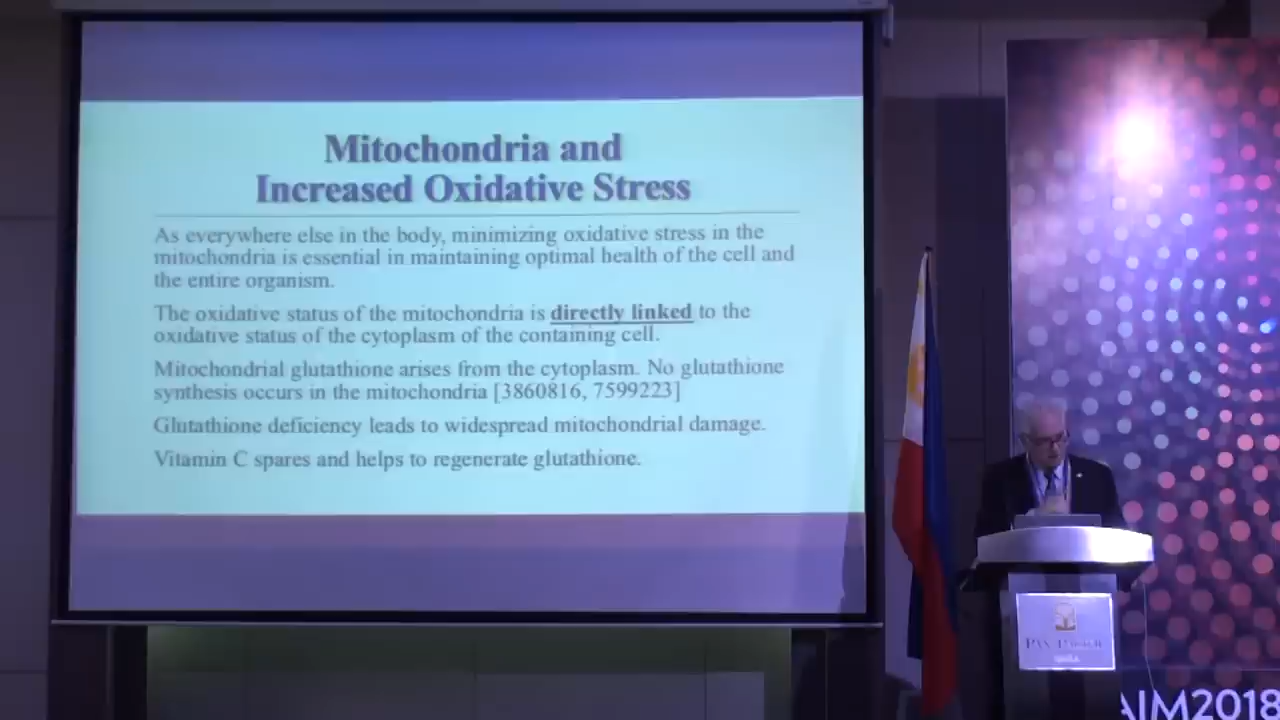 Mitochondria and
Increased Oxidative Stress
As everywhere else in the body, minimizing oxidative stress in the
mitochondria is essential in maintaining optimal health of the cell and
the entire organism.
The oxidative status of the mitochondria is directly linked to the
oxidative status of the cytoplasm of the containing cell.
Mitochondrial glutathione arises from the cytoplasm. No glutathione
synthesis occurs in the mitochondria [3860816, 7599223]
Glutathione deficiency leads to widespread mitochondrial damage.
Vitamin C spares and helps to regenerate glutathione.
AIM2018